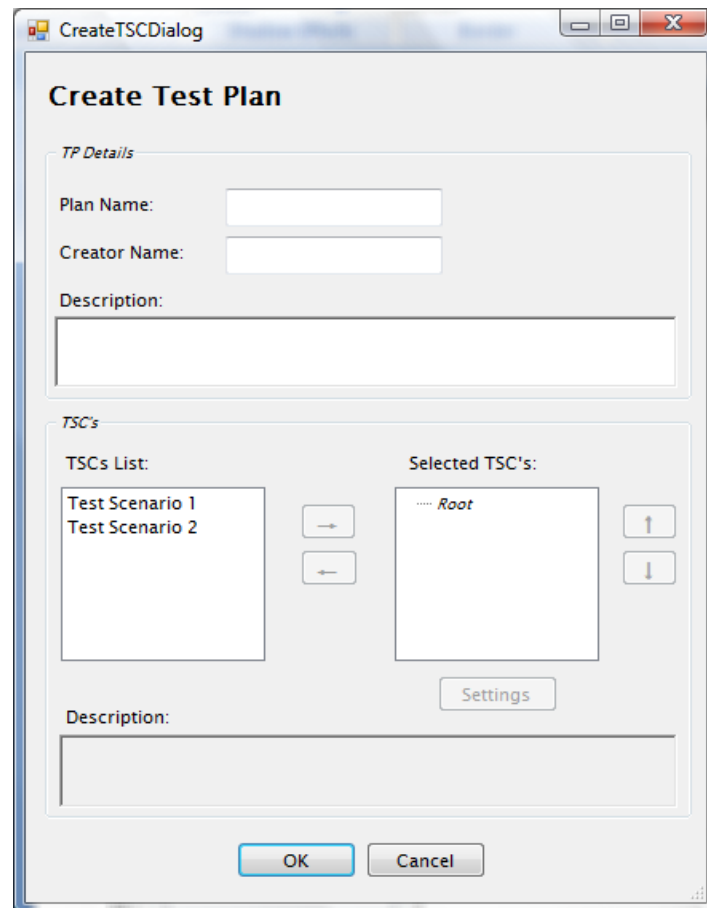 CreateTSCDialog
Create Test Plan
TP Details
Plan Name:
Creator Name:
Description:
TSC's
TSCs List:
Selected TSC's:
Test Scenario 1
Test Scenario 2
Root
→
←
↑
↓
Settings
Description:
OK
Cancel